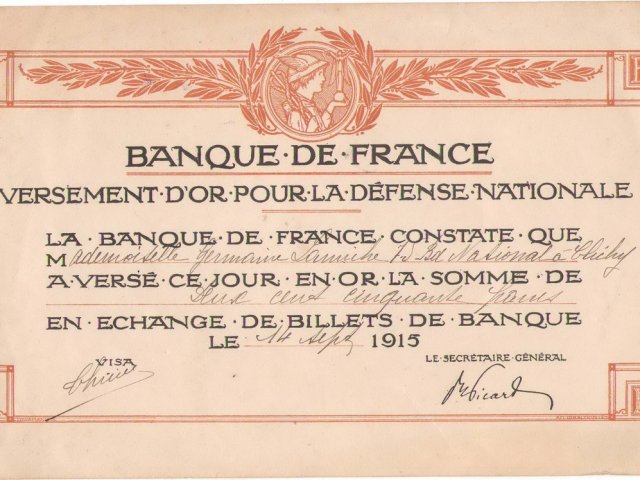 BANQUE·DE·FRANCE
VERSEMENT·D'OR·POUR·LA·DÉFENSE·NATIONALE
LA·BANQUE·DE·FRANCE·CONSTATE·QUE
Mademoiselle Germaine Bd National à Clichy
A·VERSÉ·CE·JOUR·EN·OR·LA·SOMME·DE
Deux cent cinquante francs
EN·ECHANGE·DE·BILLETS·DE·BANQUE
LE 14 Sept 1915
VISA
LE·SECRÉTAIRE·GÉNÉRAL
Picard